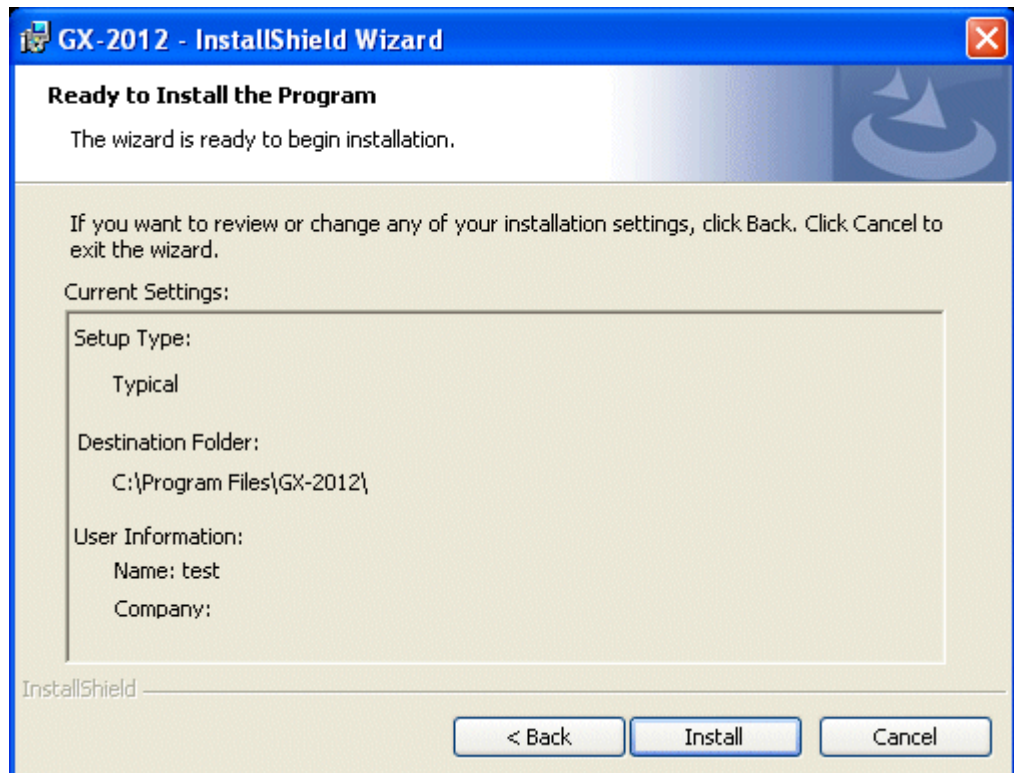 GX-2012 - InstallShield Wizard
Ready to Install the Program
The wizard is ready to begin installation.
If you want to review or change any of your installation settings, click Back. Click Cancel to
exit the wizard.
Current Settings:
Setup Type:
Typical
Destination Folder:
C:\Program Files\GX-2012\
User Information:
Name: test
Company:
InstallShield
< Back
Install
Cancel